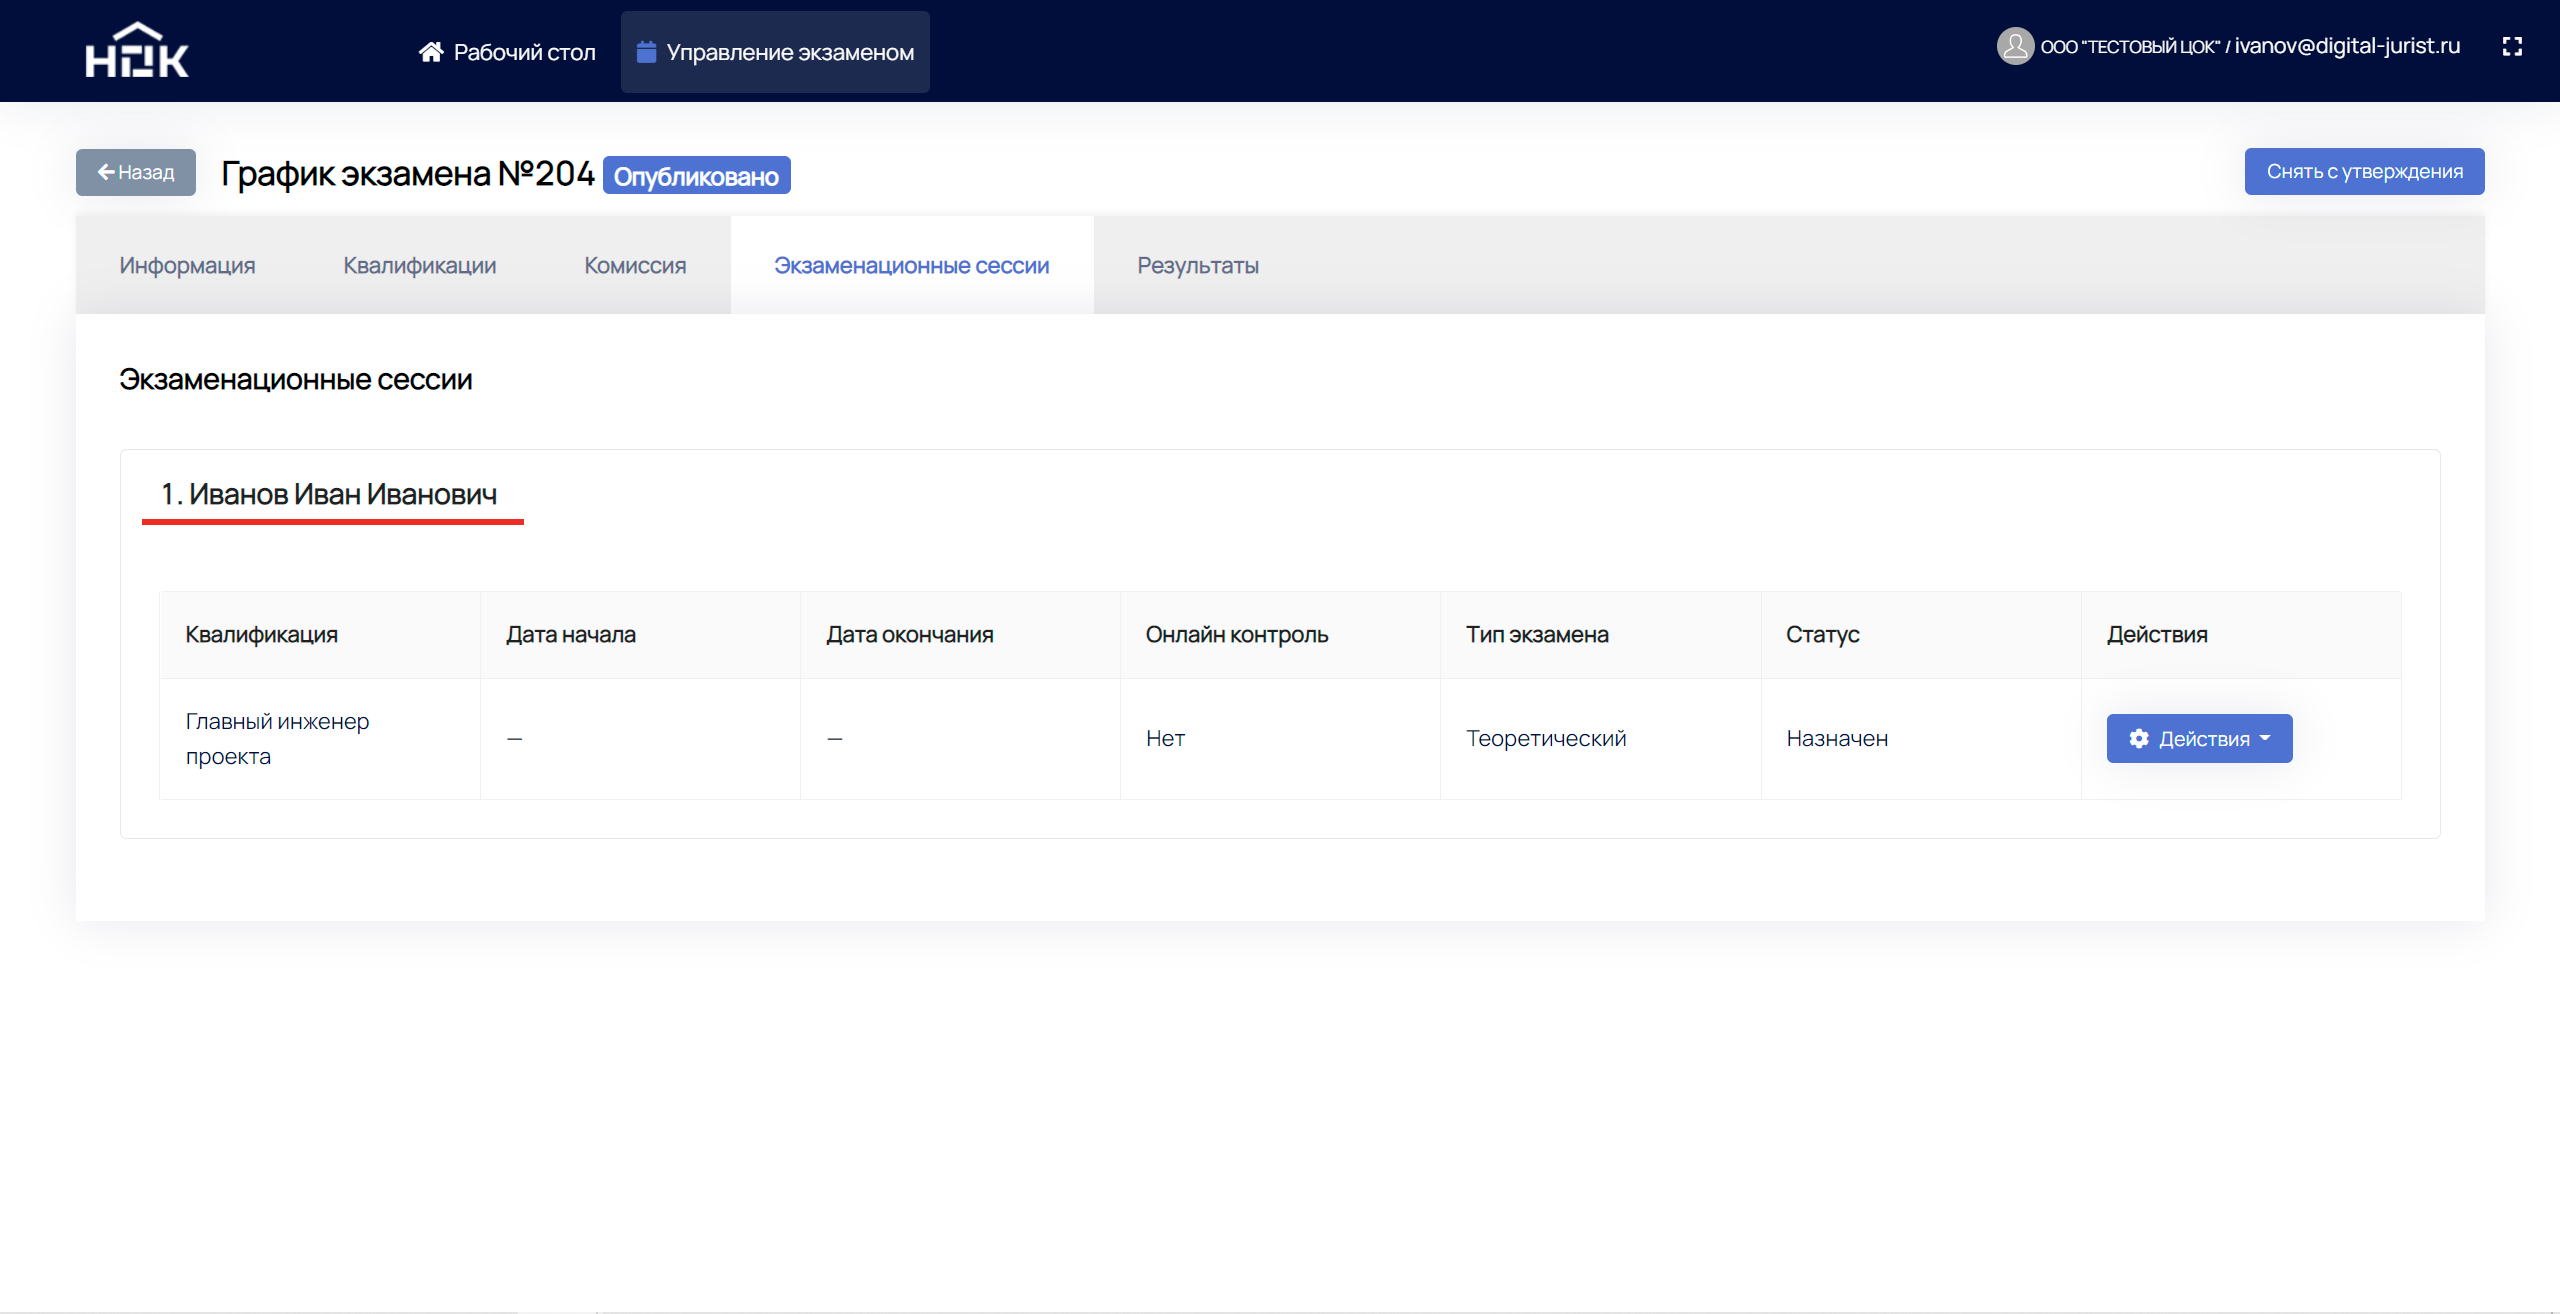 НОК
Рабочий стол
Управление экзаменом
ООО "ТЕСТОВЫЙ ЦОК" / ivanov@digital-jurist.ru
Назад
График экзамена №204
Опубликовано
Снять с утверждения
Информация
Квалификации
Комиссия
Экзаменационные сессии
Результаты
Экзаменационные сессии
1. Иванов Иван Иванович
Квалификация
Дата начала
Дата окончания
Онлайн контроль
Тип экзамена
Статус
Действия
Главный инженер
проекта
—
—
Нет
Теоретический
Назначен
Действия